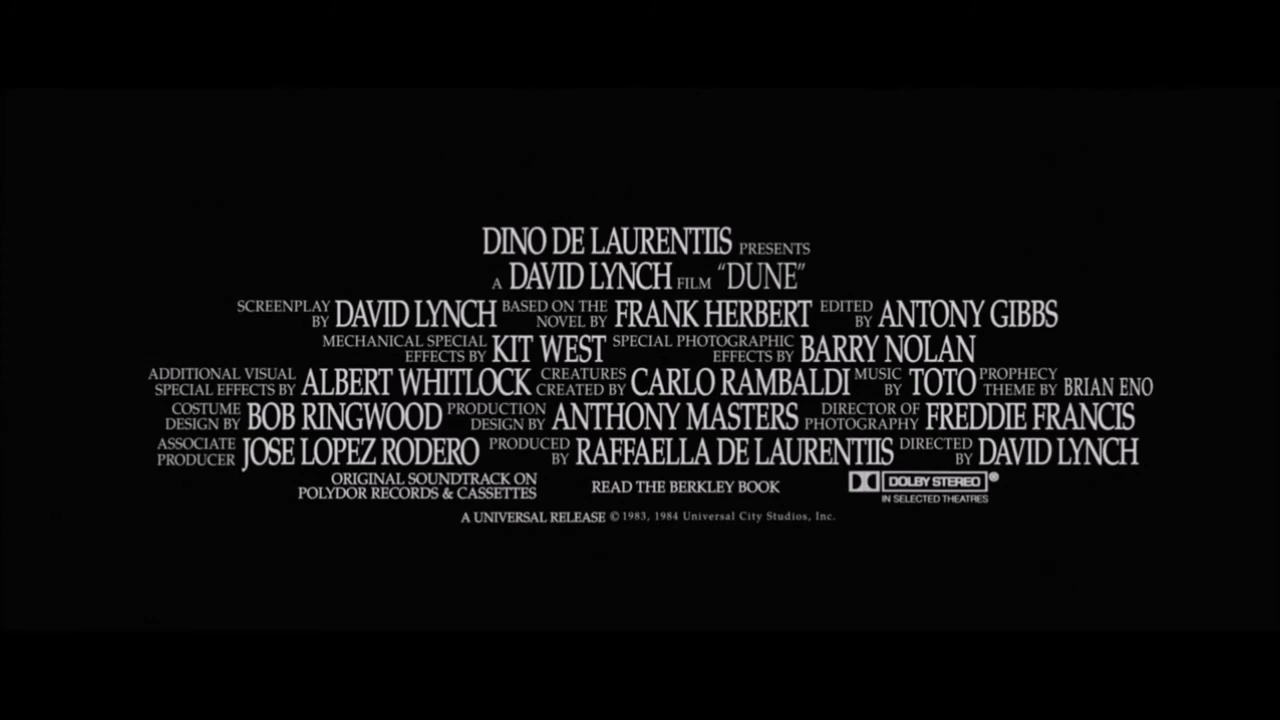 DINO DE LAURENTIIS PRESENTS
A DAVID LYNCH FILM “DUNE”
SCREENPLAY BY DAVID LYNCH BASED ON THE NOVEL BY FRANK HERBERT EDITED BY ANTONY GIBBS
MECHANICAL SPECIAL EFFECTS BY KIT WEST SPECIAL PHOTOGRAPHIC EFFECTS BY BARRY NOLAN
ADDITIONAL VISUAL SPECIAL EFFECTS BY ALBERT WHITLOCK CREATURES CREATED BY CARLO RAMBALDI MUSIC BY TOTO PROPHECY THEME BY BRIAN ENO
COSTUME DESIGN BY BOB RINGWOOD PRODUCTION DESIGN BY ANTHONY MASTERS DIRECTOR OF PHOTOGRAPHY FREDDIE FRANCIS
ASSOCIATE PRODUCER JOSE LOPEZ RODERO PRODUCED BY RAFFAELLA DE LAURENTIIS DIRECTED BY DAVID LYNCH
ORIGINAL SOUNDTRACK ON POLYDOR RECORDS & CASSETTES READ THE BERKLEY BOOK DOLBY STEREO® IN SELECTED THEATRES
A UNIVERSAL RELEASE ©1983, 1984 Universal City Studios, Inc.